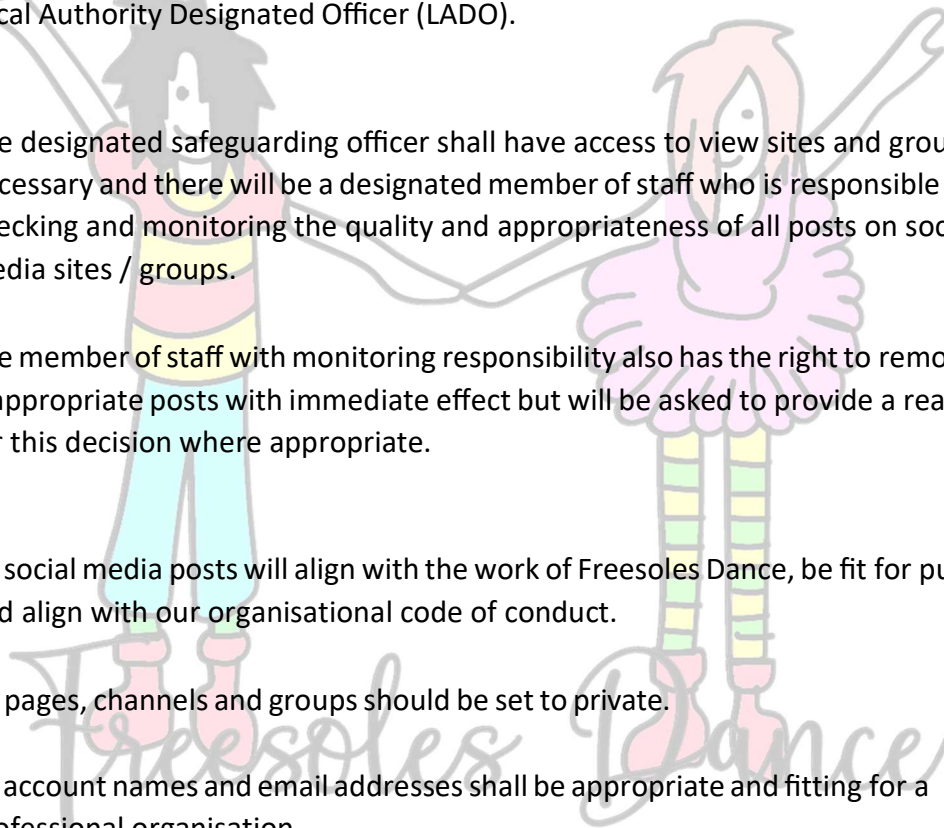 cal Authority Designated Officer (LADO).
e designated safeguarding officer shall have access to view sites and grou
cessary and there will be a designated member of staff who is responsible
ecking and monitoring the quality and appropriateness of all posts on soc
edia sites / groups.
e member of staff with monitoring responsibility also has the right to remo
appropriate posts with immediate effect but will be asked to provide a rea
r this decision where appropriate.
social media posts will align with the work of Freesoles Dance, be fit for pu
d align with our organisational code of conduct.
pages, channels and groups should be set to private.
Freesoles Dance
account names and email addresses shall be appropriate and fitting for a
ofessional organisation